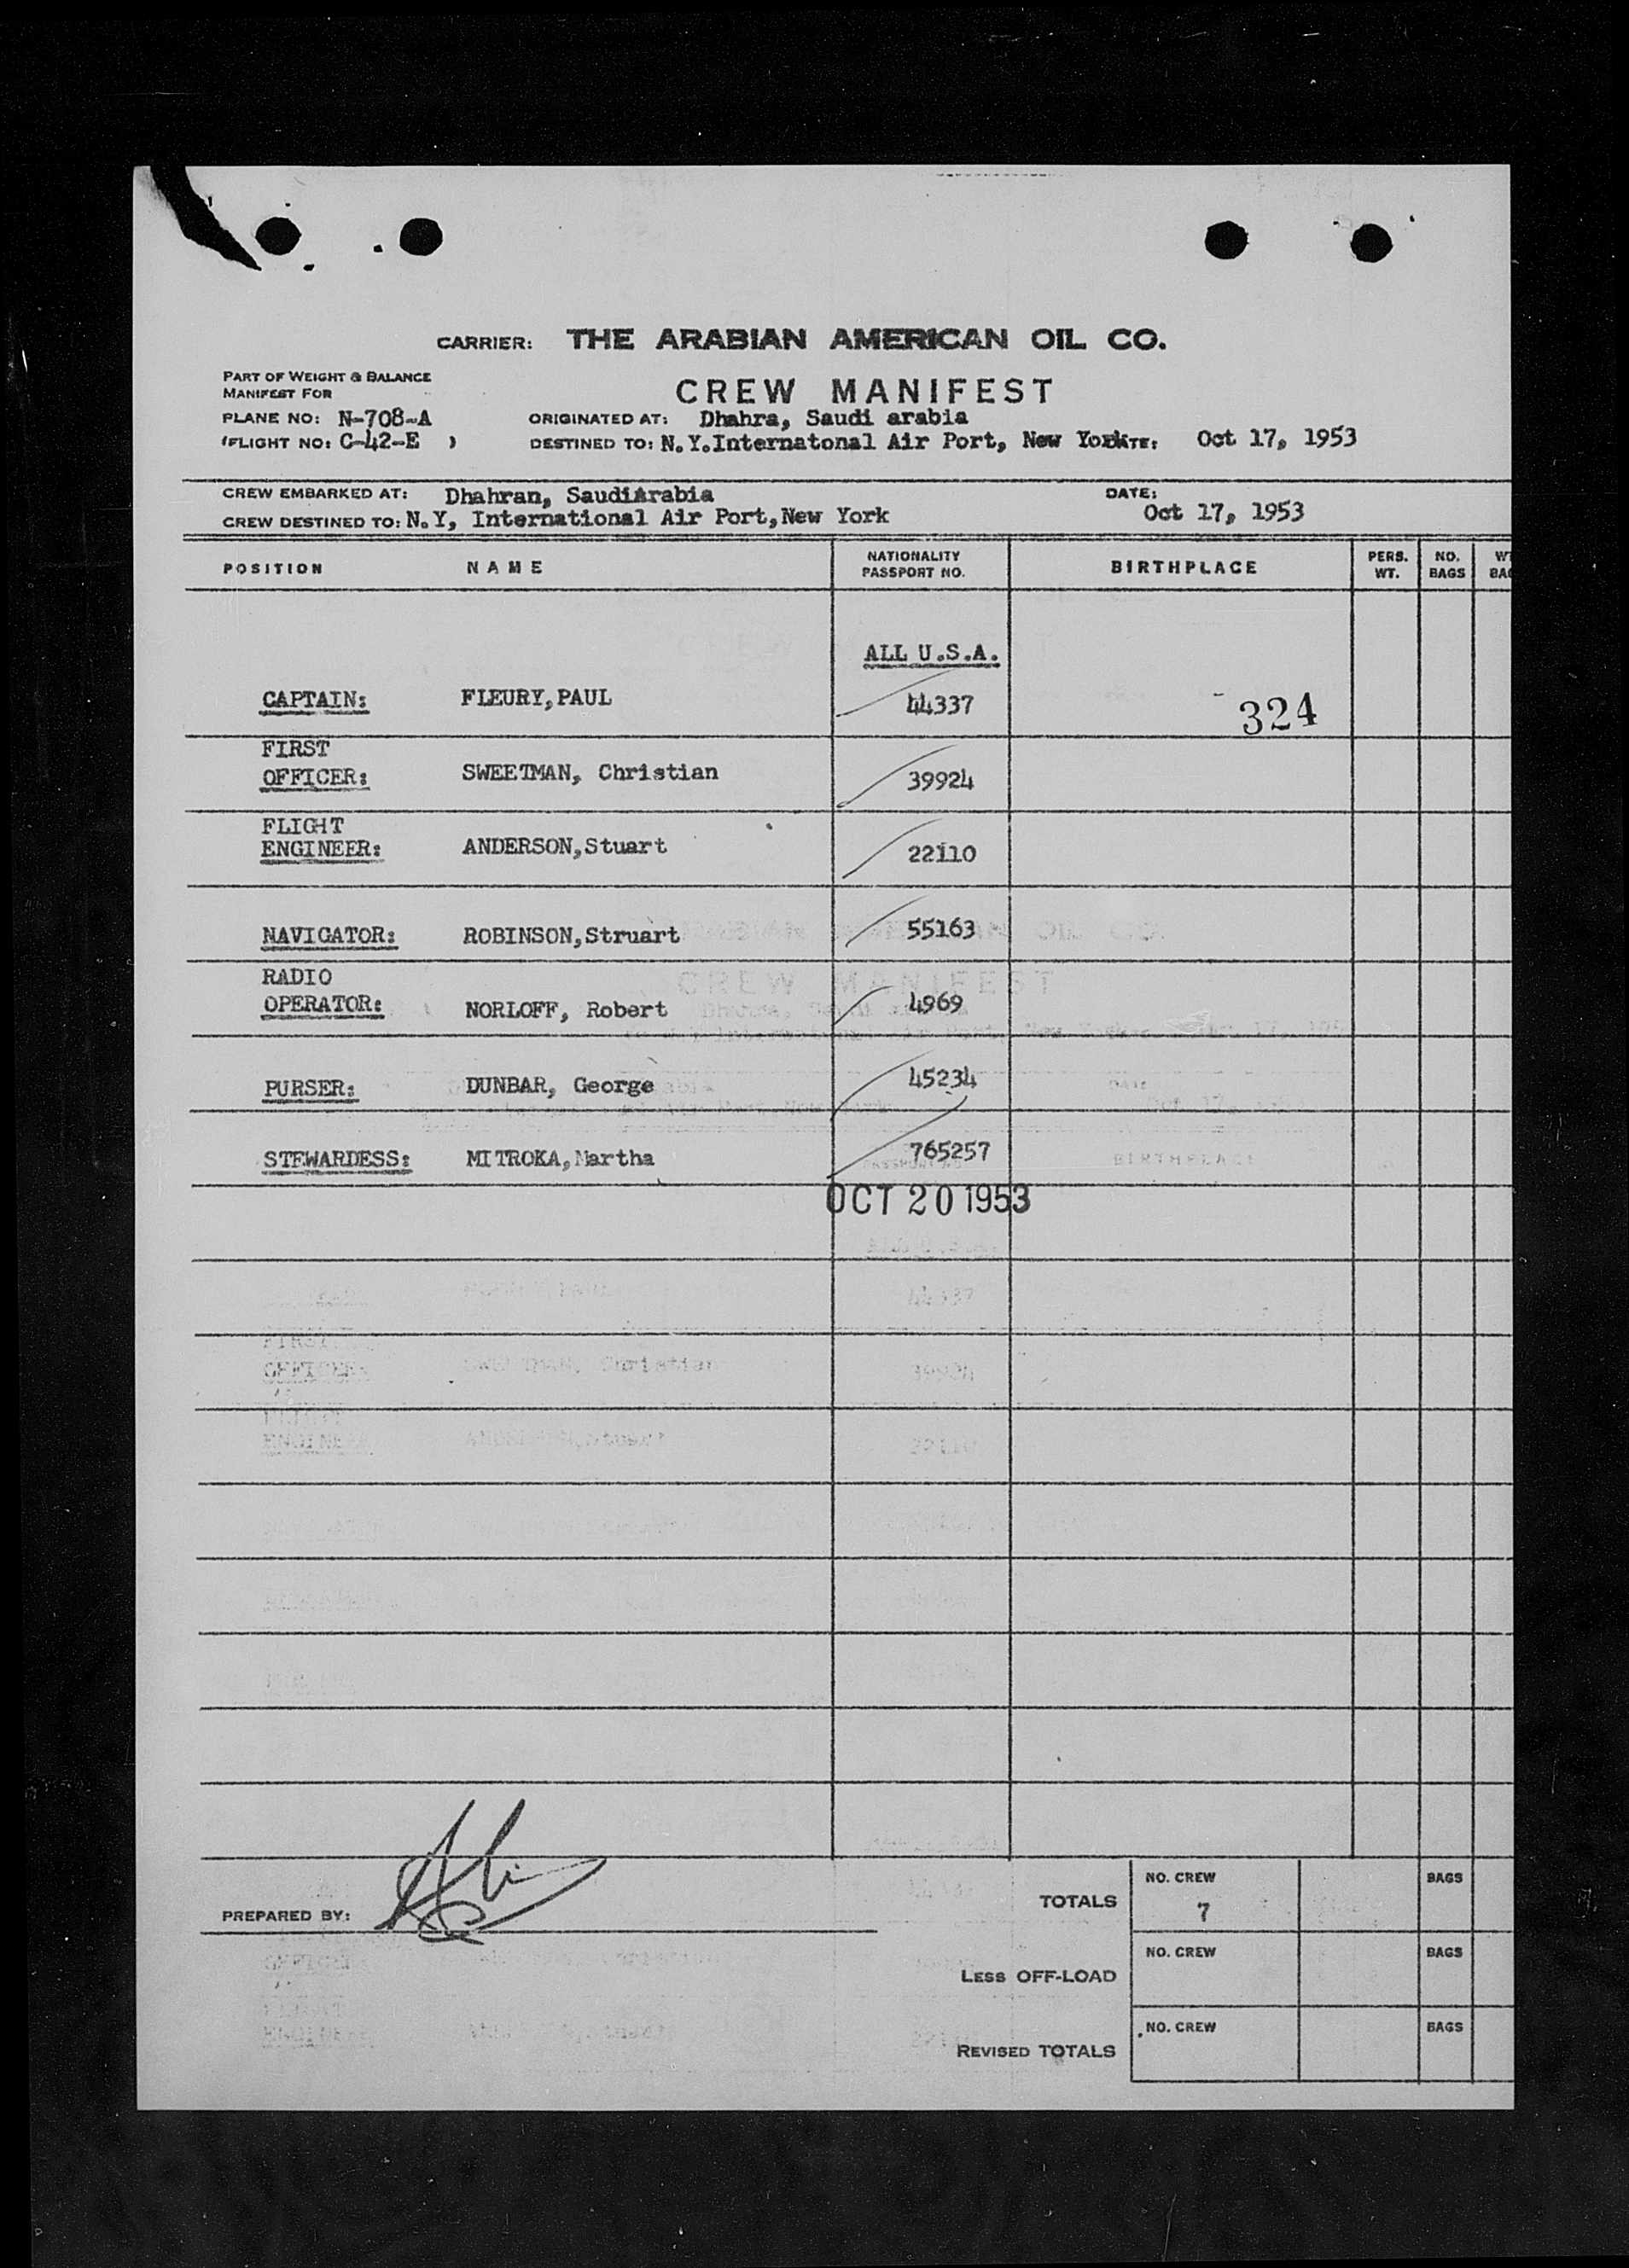 CARRIER: THE ARABIAN AMERICAN OIL CO.
PART OF WEIGHT & BALANCE
MANIFEST FOR
CREW MANIFEST
PLANE NO: N-708-A ORIGINATED AT: Dhahra, Saudi arabia
(FLIGHT NO: C-42-E ) DESTINED TO: N.Y.Internatonal Air Port, New York TE: Oct 17, 1953
CREW EMBARKED AT: Dhahran, SaudiArabia DATE:
CREW DESTINED TO: N.Y, International Air Port,New York Oct 17, 1953
POSITION NAME NATIONALITY PASSPORT NO. BIRTHPLACE PERS. WT. NO. BAGS
ALL U.S.A.
CAPTAIN: FLEURY,PAUL 44337 324
FIRST
OFFICER: SWEETMAN, Christian 39924
FLIGHT
ENGINEER: ANDERSON,Stuart 22110
NAVIGATOR: ROBINSON,Struart 55163
RADIO
OPERATOR: NORLOFF, Robert 4969
PURSER: DUNBAR, George 45234
STEWARDESS: MITROKA,Martha 765257
OCT 20 1953
PREPARED BY:
TOTALS NO. CREW 7 BAGS
LESS OFF-LOAD NO. CREW BAGS
REVISED TOTALS NO. CREW BAGS